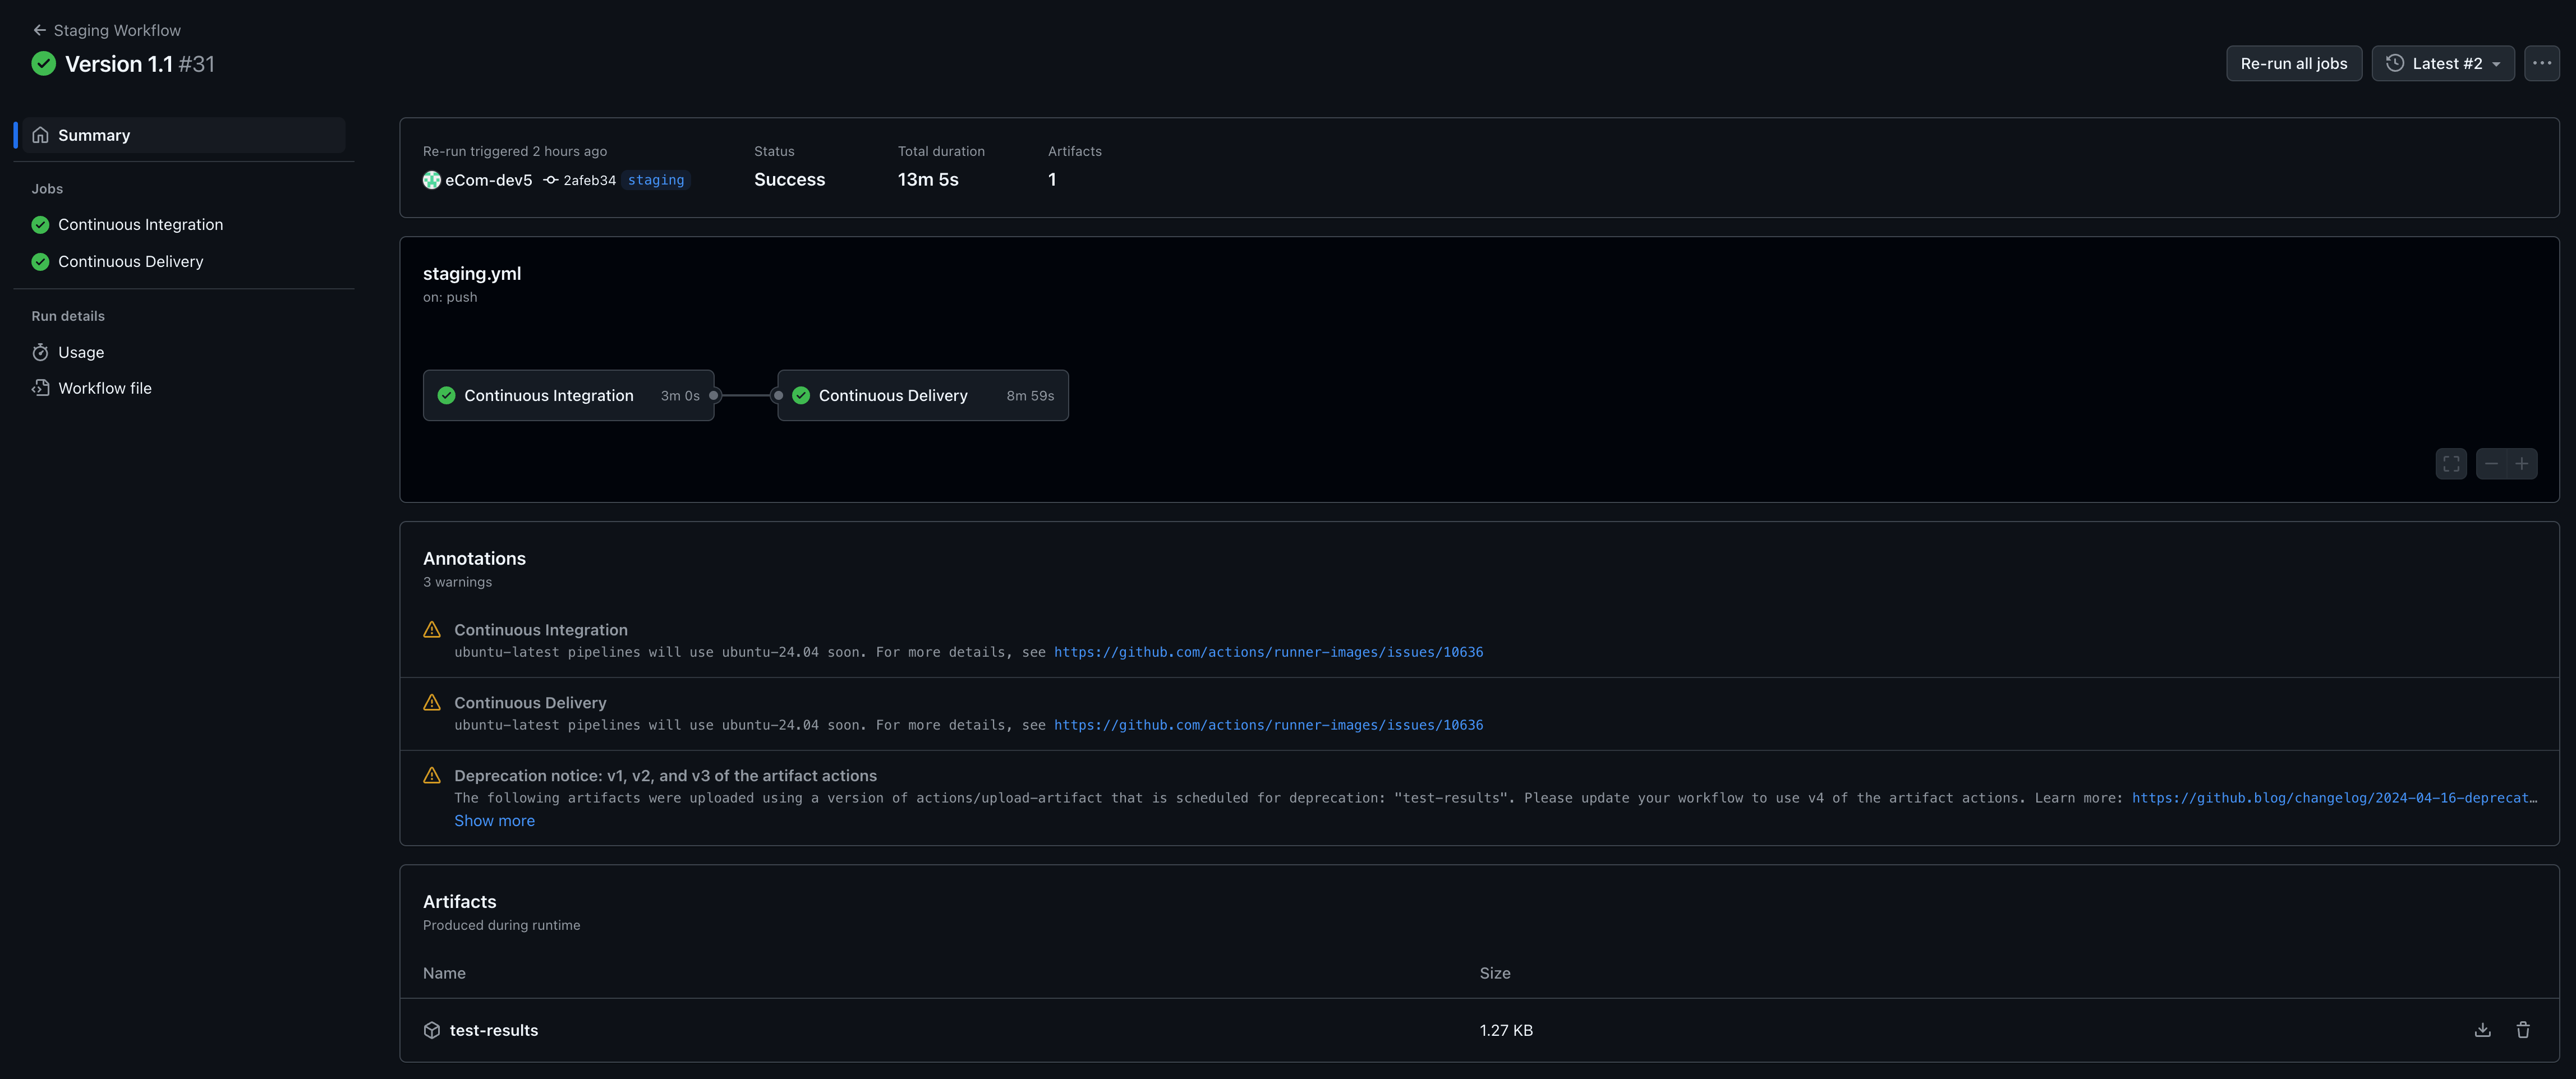 Staging Workflow
Version 1.1 #31
Re-run all jobs
Latest #2
Summary
Jobs
Continuous Integration
Continuous Delivery
Run details
Usage
Workflow file
Re-run triggered 2 hours ago
eCom-dev5 2afeb34 staging
Status
Success
Total duration
13m 5s
Artifacts
1
staging.yml
on: push
Continuous Integration 3m 0s
Continuous Delivery 8m 59s
Annotations
3 warnings
Continuous Integration
ubuntu-latest pipelines will use ubuntu-24.04 soon. For more details, see https://github.com/actions/runner-images/issues/10636
Continuous Delivery
ubuntu-latest pipelines will use ubuntu-24.04 soon. For more details, see https://github.com/actions/runner-images/issues/10636
Deprecation notice: v1, v2, and v3 of the artifact actions
The following artifacts were uploaded using a version of actions/upload-artifact that is scheduled for deprecation: "test-results". Please update your workflow to use v4 of the artifact actions. Learn more: https://github.blog/changelog/2024-04-16-deprecat…
Show more
Artifacts
Produced during runtime
Name Size
test-results 1.27 KB